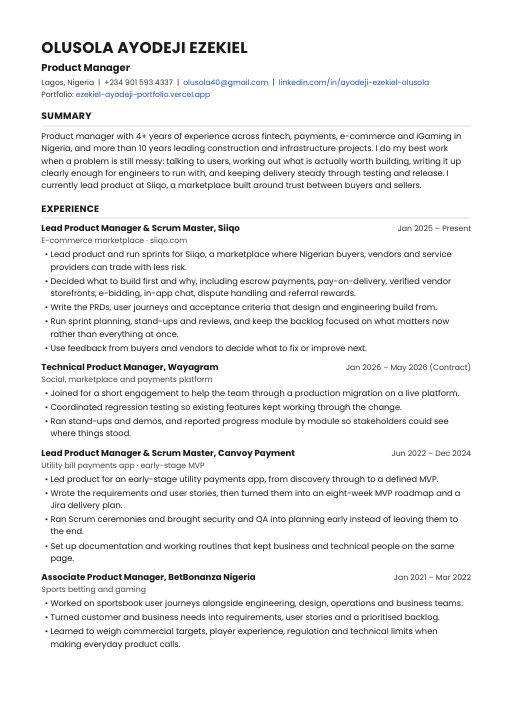 OLUSOLA AYODEJI EZEKIEL
Product Manager
Lagos, Nigeria | +234 901 593 4337 | olusola40@gmail.com | linkedin.com/in/ayodeji-ezekiel-olusola
Portfolio: ezekiel-ayodeji-portfolio.vercel.app
SUMMARY
Product manager with 4+ years of experience across fintech, payments, e-commerce and iGaming in
Nigeria, and more than 10 years leading construction and infrastructure projects. I do my best work
when a problem is still messy: talking to users, working out what is actually worth building, writing it up
clearly enough for engineers to run with, and keeping delivery steady through testing and release. I
currently lead product at Siiqo, a marketplace built around trust between buyers and sellers.
EXPERIENCE
Lead Product Manager & Scrum Master, Siiqo Jan 2025 – Present
E-commerce marketplace · siiqo.com
• Lead product and run sprints for Siiqo, a marketplace where Nigerian buyers, vendors and service
providers can trade with less risk.
• Decided what to build first and why, including escrow payments, pay-on-delivery, verified vendor
storefronts, e-bidding, in-app chat, dispute handling and referral rewards.
• Write the PRDs, user journeys and acceptance criteria that design and engineering build from.
• Run sprint planning, stand-ups and reviews, and keep the backlog focused on what matters now
rather than everything at once.
• Use feedback from buyers and vendors to decide what to fix or improve next.
Technical Product Manager, Wayagram Jan 2026 – May 2026 (Contract)
Social, marketplace and payments platform
• Joined for a short engagement to help the team through a production migration on a live platform.
• Coordinated regression testing so existing features kept working through the change.
• Ran stand-ups and demos, and reported progress module by module so stakeholders could see
where things stood.
Lead Product Manager & Scrum Master, Canvoy Payment Jun 2022 – Dec 2024
Utility bill payments app · early-stage MVP
• Led product for an early-stage utility payments app, from discovery through to a defined MVP.
• Wrote the requirements and user stories, then turned them into an eight-week MVP roadmap and a
Jira delivery plan.
• Ran Scrum ceremonies and brought security and QA into planning early instead of leaving them to
the end.
• Set up documentation and working routines that kept business and technical people on the same
page.
Associate Product Manager, BetBonanza Nigeria Jan 2021 – Mar 2022
Sports betting and gaming
• Worked on sportsbook user journeys alongside engineering, design, operations and business teams.
• Turned customer and business needs into requirements, user stories and a prioritised backlog.
• Learned to weigh commercial targets, player experience, regulation and technical limits when
making everyday product calls.